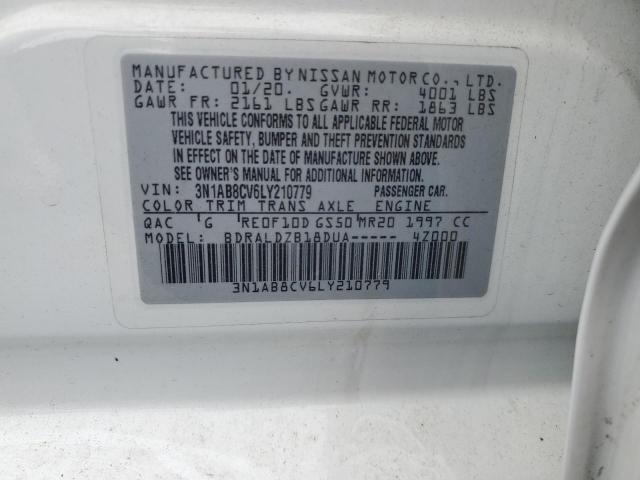 MANUFACTURED BY NISSAN MOTOR CO., LTD.
DATE: 01/20. GVWR: 4001 LBS
GAWR FR: 2161 LBS GAWR RR: 1863 LBS
THIS VEHICLE CONFORMS TO ALL APPLICABLE FEDERAL MOTOR
VEHICLE SAFETY, BUMPER AND THEFT PREVENTION STANDARDS
IN EFFECT ON THE DATE OF MANUFACTURE SHOWN ABOVE.
SEE OWNER'S MANUAL FOR ADDITIONAL INFORMATION.
VIN: 3N1AB8CV6LY210779 PASSENGER CAR.
COLOR TRIM TRANS AXLE ENGINE
QAC G RE0F10D GS50 MR20 1997 CC
MODEL: BDRALDZB18DUA----- 4Z000
3N1AB8CV6LY210779